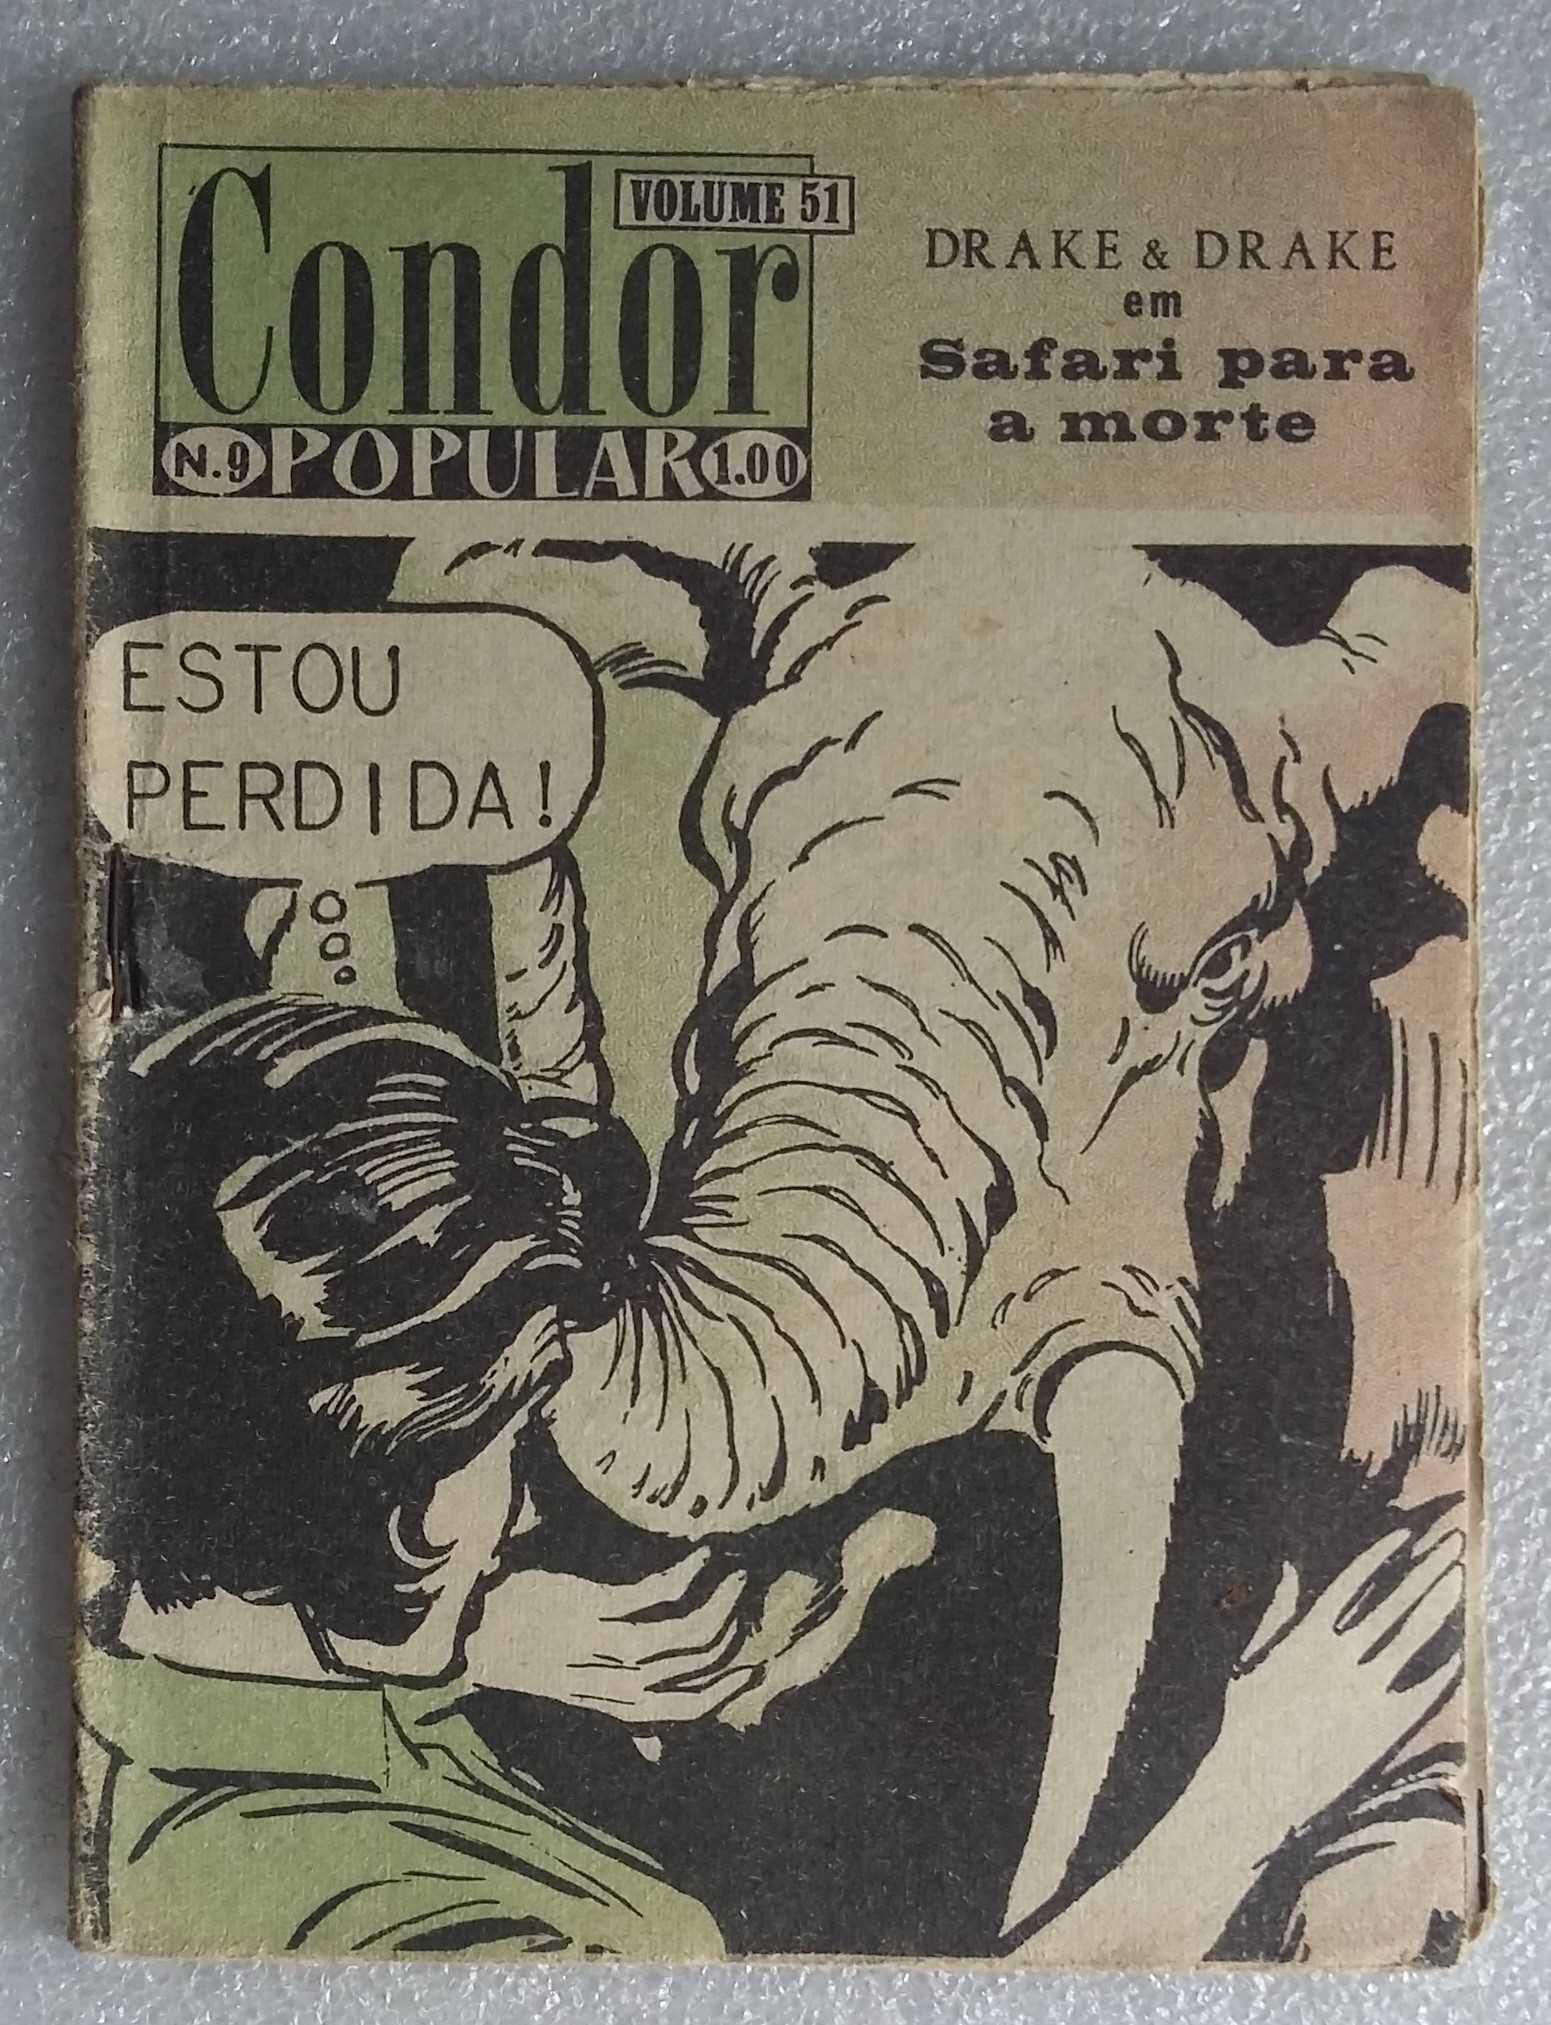 Condor
VOLUME 51
N.9 POPULAR 1.00
DRAKE & DRAKE
em
Safari para
a morte
ESTOU
PERDIDA!